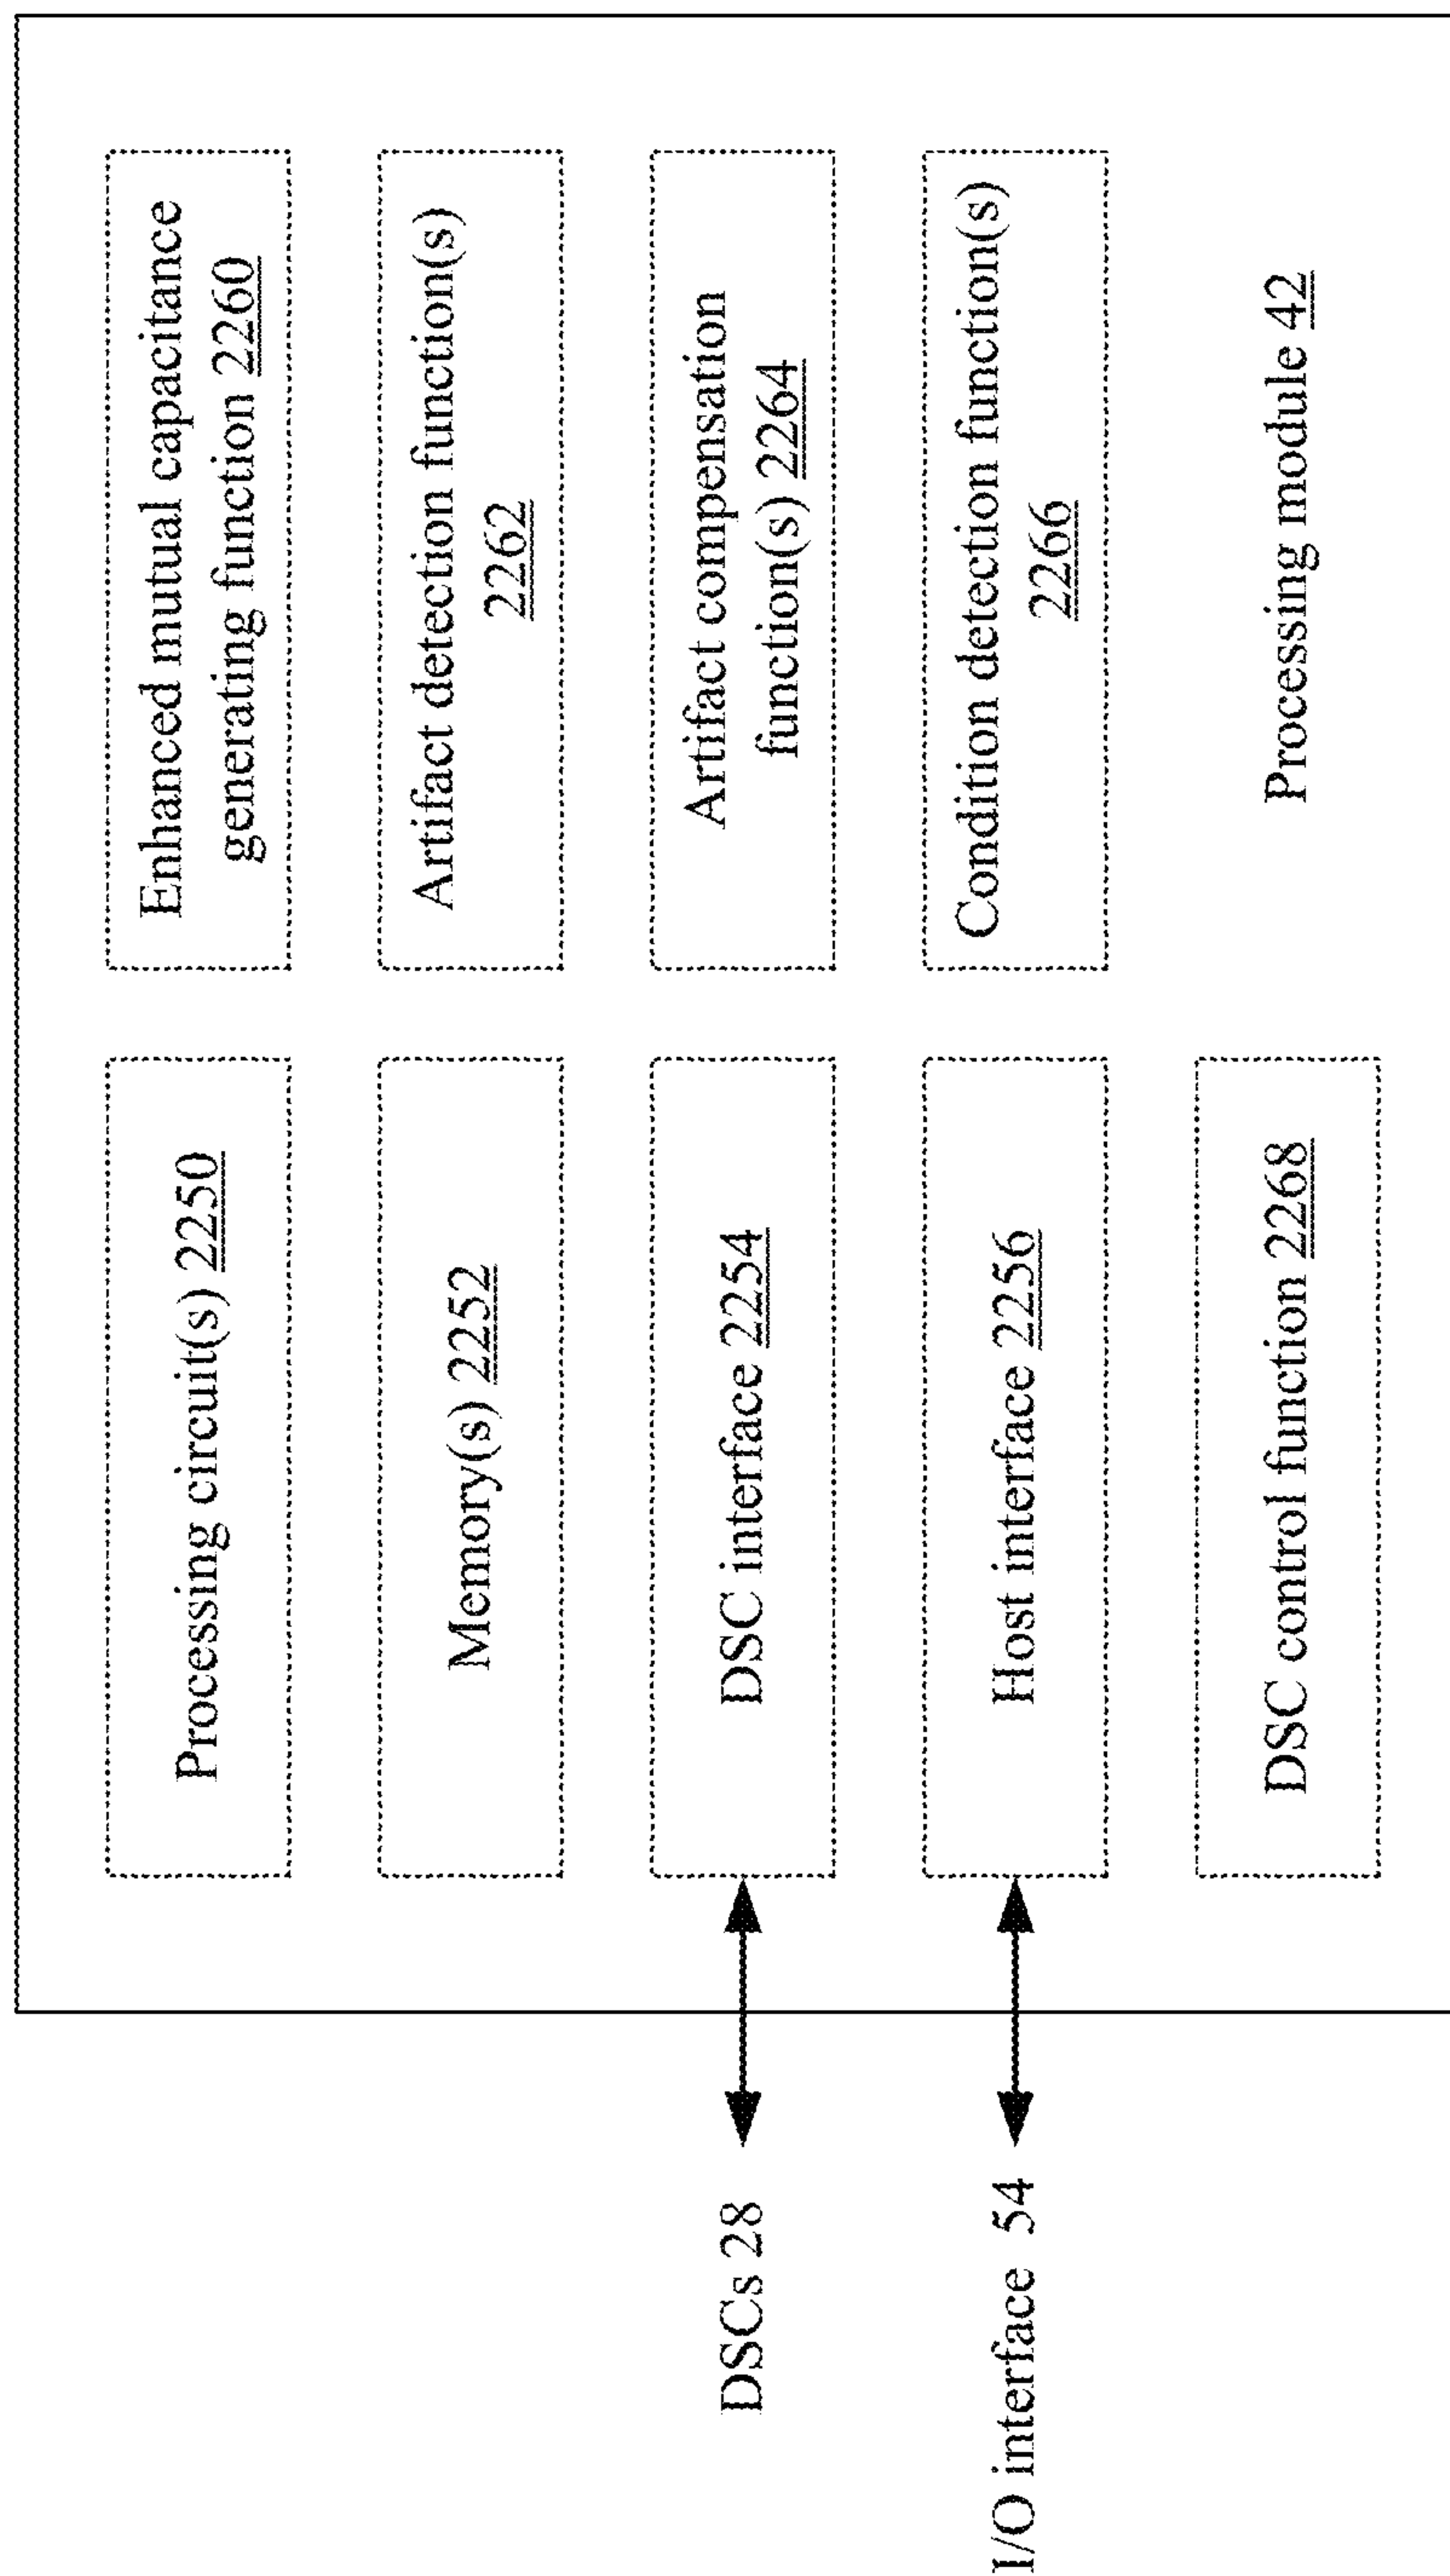 Processing circuit(s) 2250
Enhanced mutual capacitance
generating function 2260
Memory(s) 2252
Artifact detection function(s)
2262
DSCs 28
DSC interface 2254
Artifact compensation
function(s) 2264
I/O interface 54
Host interface 2256
Condition detection function(s)
2266
DSC control function 2268
Processing module 42